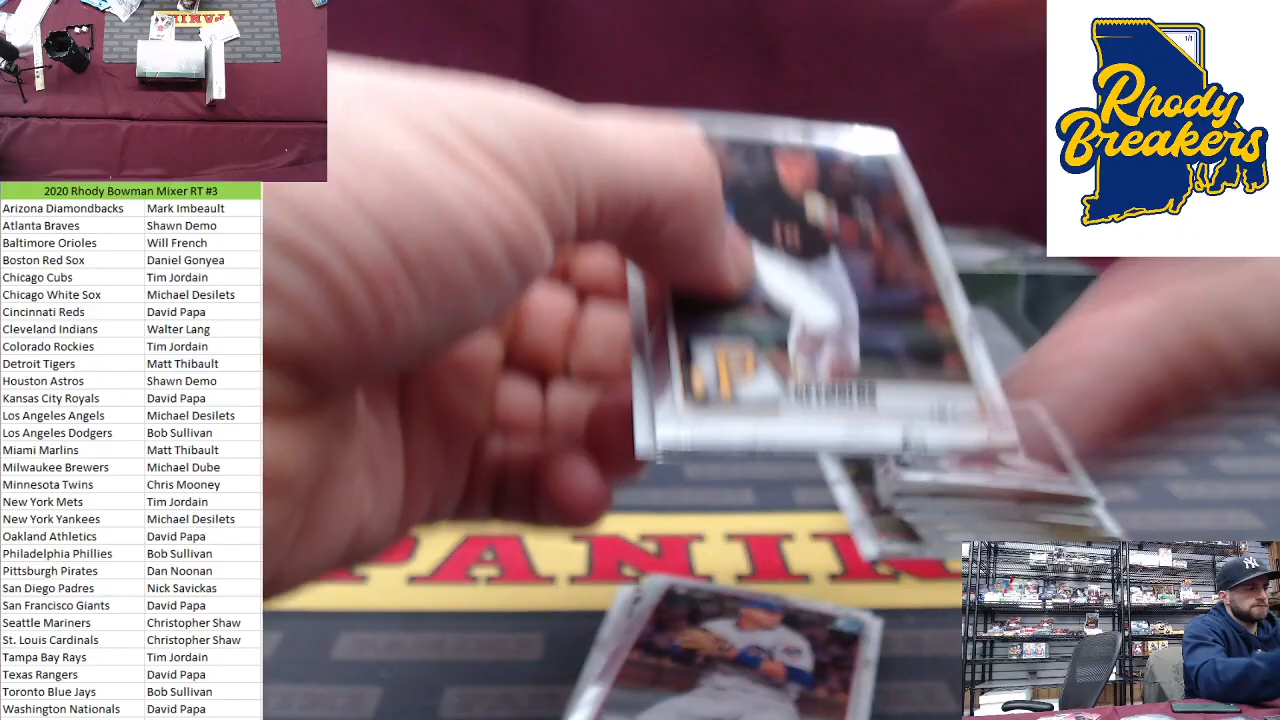 PANINI
2020 Rhody Bowman Mixer RT #3
Arizona Diamondbacks Mark Imbeault
Atlanta Braves Shawn Demo
Baltimore Orioles Will French
Boston Red Sox Daniel Gonyea
Chicago Cubs Tim Jordain
Chicago White Sox Michael Desilets
Cincinnati Reds David Papa
Cleveland Indians Walter Lang
Colorado Rockies Tim Jordain
Detroit Tigers Matt Thibault
Houston Astros Shawn Demo
Kansas City Royals David Papa
Los Angeles Angels Michael Desilets
Los Angeles Dodgers Bob Sullivan
Miami Marlins Matt Thibault
Milwaukee Brewers Michael Dube
Minnesota Twins Chris Mooney
New York Mets Tim Jordain
New York Yankees Michael Desilets
Oakland Athletics David Papa
Philadelphia Phillies Bob Sullivan
Pittsburgh Pirates Dan Noonan
San Diego Padres Nick Savickas
San Francisco Giants David Papa
Seattle Mariners Christopher Shaw
St. Louis Cardinals Christopher Shaw
Tampa Bay Rays Tim Jordain
Texas Rangers David Papa
Toronto Blue Jays Bob Sullivan
Washington Nationals David Papa
REYNOLDS
PANINI
1/1
Rhody
Breakers